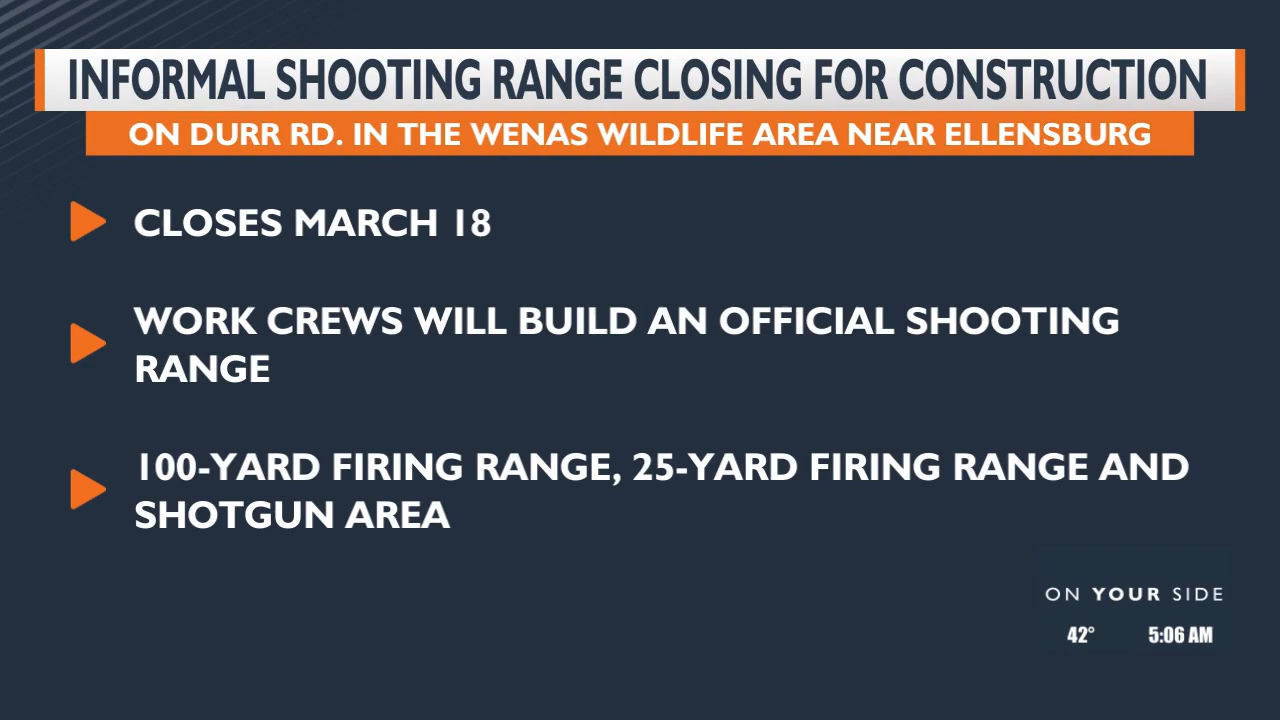 INFORMAL SHOOTING RANGE CLOSING FOR CONSTRUCTION
ON DURR RD. IN THE WENAS WILDLIFE AREA NEAR ELLENSBURG
CLOSES MARCH 18
WORK CREWS WILL BUILD AN OFFICIAL SHOOTING
RANGE
100-YARD FIRING RANGE, 25-YARD FIRING RANGE AND
SHOTGUN AREA
ON YOUR SIDE
42° 5:06 AM